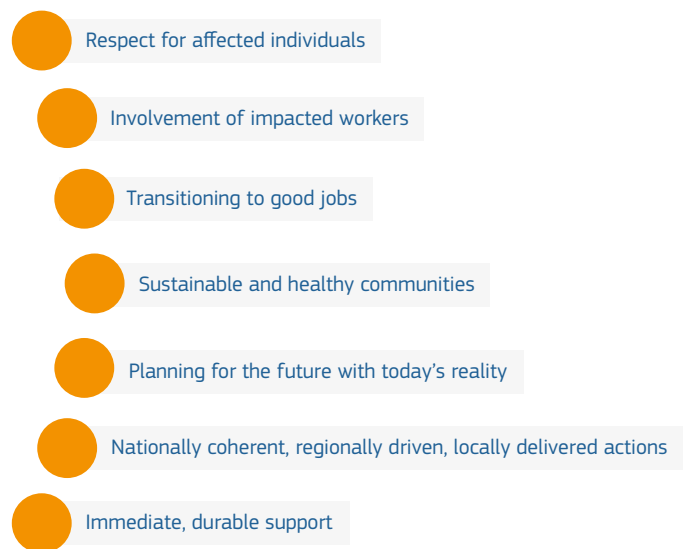 Respect for affected individuals
Involvement of impacted workers
Transitioning to good jobs
Sustainable and healthy communities
Planning for the future with today’s reality
Nationally coherent, regionally driven, locally delivered actions
Immediate, durable support